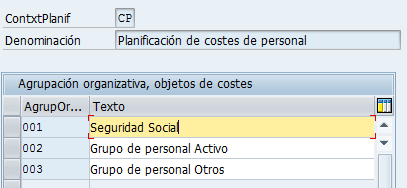 ContxtPlanif CP
Denominación Planificación de costes de personal
Agrupación organizativa, objetos de costes
AgrupOr... Texto
001 Seguridad Social
002 Grupo de personal Activo
003 Grupo de personal Otros